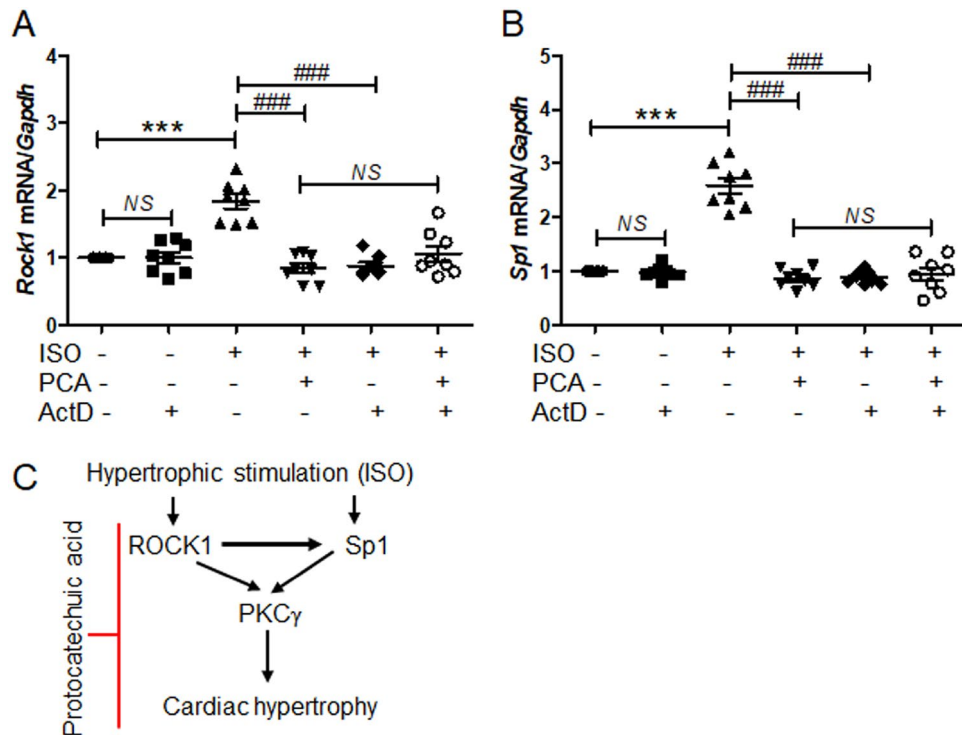 A
Rock1 mRNA/Gapdh
4
3
2
1
0
***
###
###
NS
NS
ISO - - + + + +
PCA - - - + - +
ActD - + - - + +
B
Sp1 mRNA/Gapdh
5
4
3
2
1
0
***
###
###
NS
NS
ISO - - + + + +
PCA - - - + - +
ActD - + - - + +
C
Protocatechuic acid
Hypertrophic stimulation (ISO)
ROCK1 Sp1
PKCγ
Cardiac hypertrophy